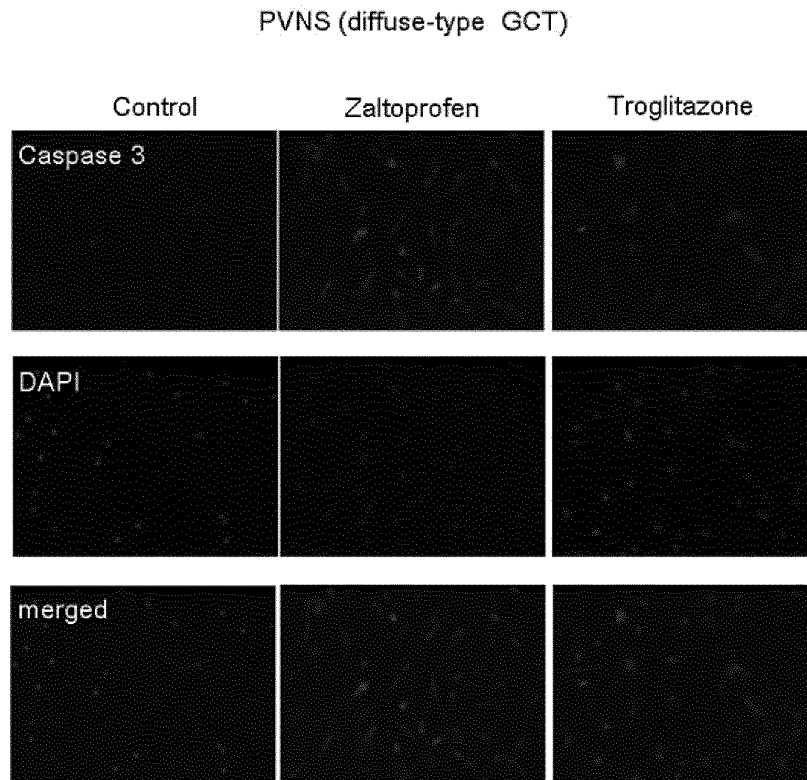 PVNS (diffuse-type GCT)
Control Zaltoprofen Troglitazone
Caspase 3
DAPI
merged